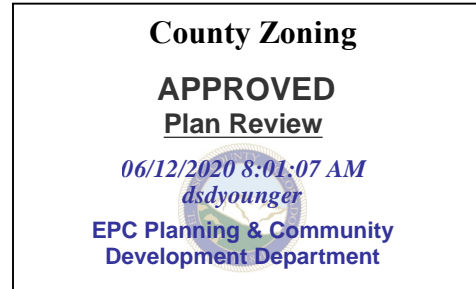 County Zoning
APPROVED
Plan Review
06/12/2020 8:01:07 AM
dsdyounger
EPC Planning & Community
Development Department